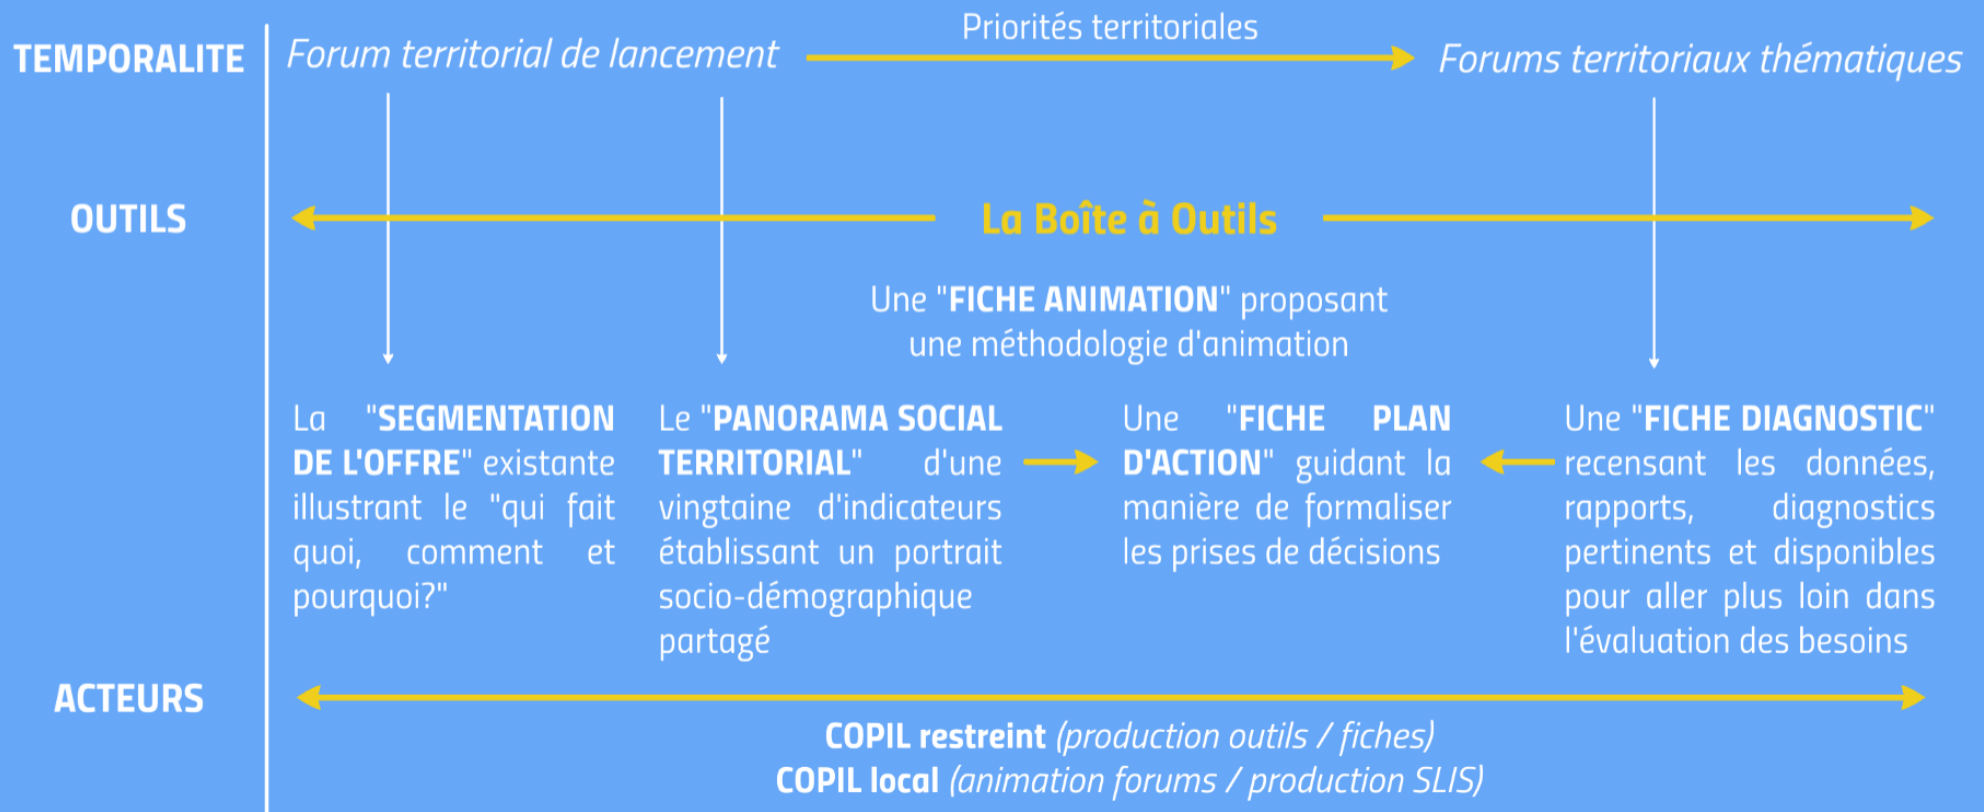 TEMPORALITE
Forum territorial de lancement
Priorités territoriales
Forums territoriaux thématiques
OUTILS
La Boîte à Outils
Une "FICHE ANIMATION" proposant
une méthodologie d'animation
La "SEGMENTATION
DE L'OFFRE" existante
illustrant le "qui fait
quoi, comment et
pourquoi?"
Le "PANORAMA SOCIAL
TERRITORIAL" d'une
vingtaine d'indicateurs
établissant un portrait
socio-démographique
partagé
Une "FICHE PLAN
D'ACTION" guidant la
manière de formaliser
les prises de décisions
Une "FICHE DIAGNOSTIC"
recensant les données,
rapports, diagnostics
pertinents et disponibles
pour aller plus loin dans
l'évaluation des besoins
ACTEURS
COPIL restreint (production outils / fiches)
COPIL local (animation forums / production SLIS)